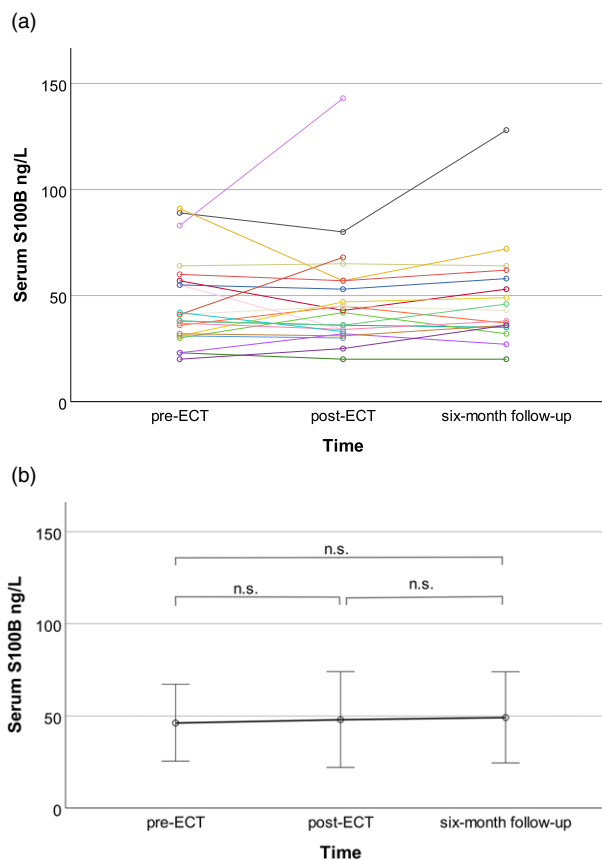 (a)
Serum S100B ng/L
150
100
50
0
pre-ECT post-ECT six-month follow-up
Time
(b)
Serum S100B ng/L
150
n.s.
n.s. n.s.
100
50
0
pre-ECT post-ECT six-month follow-up
Time